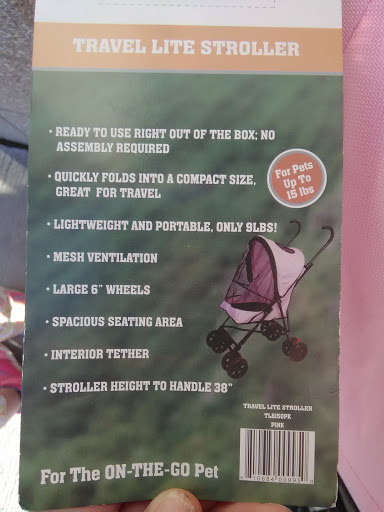 TRAVEL LITE STROLLER
• READY TO USE RIGHT OUT OF THE BOX; NO
ASSEMBLY REQUIRED
• QUICKLY FOLDS INTO A COMPACT SIZE,
GREAT FOR TRAVEL
For Pets
Up To
15 lbs
• LIGHTWEIGHT AND PORTABLE, ONLY 9LBS!
• MESH VENTILATION
• LARGE 6" WHEELS
• SPACIOUS SEATING AREA
• INTERIOR TETHER
• STROLLER HEIGHT TO HANDLE 38"
TRAVEL LITE STROLLER
TL8150PK
PINK
For The ON-THE-GO Pet